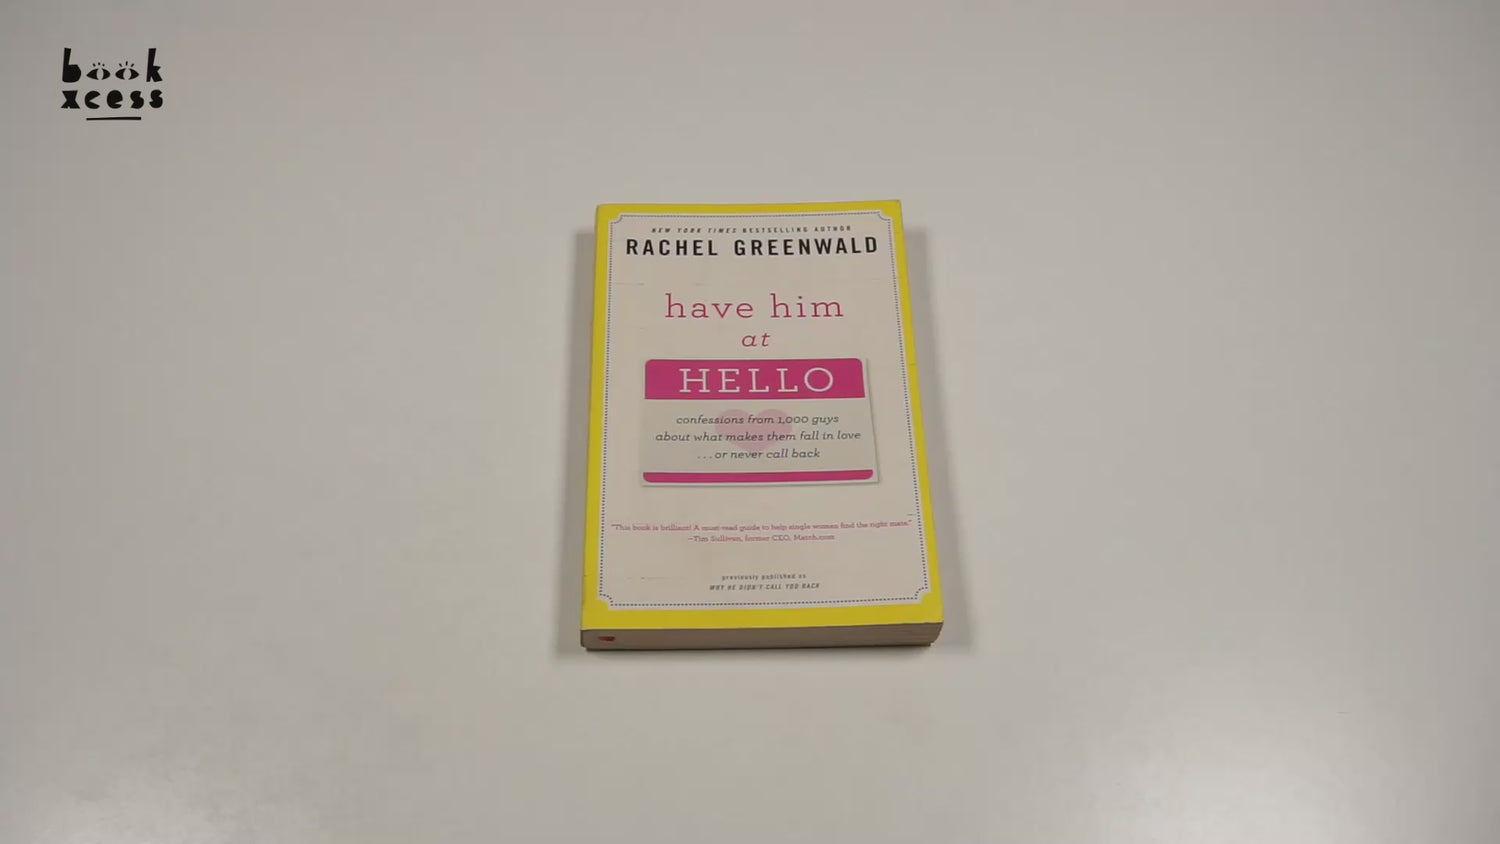 book
xcess
NEW YORK TIMES BESTSELLING AUTHOR
RACHEL GREENWALD
have him
at
HELLO
confessions from 1,000 guys
about what makes them fall in love
...or never call back
"This book is brilliant! A must-read guide to help single women find the right mate."
—Tim Sullivan, former CEO, Match.com
previously published as
WHY HE DIDN'T CALL YOU BACK